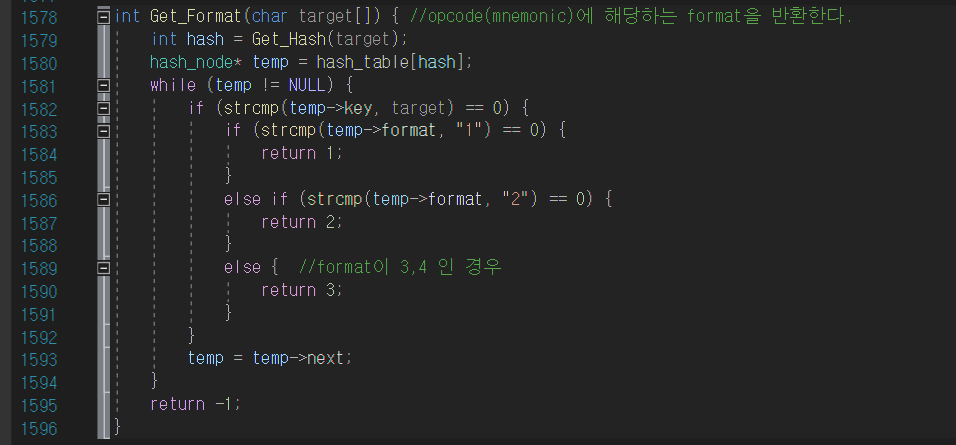 1578 int Get_Format(char target[]) { //opcode(mnemonic)에 해당하는 format을 반환한다.
1579 int hash = Get_Hash(target);
1580 hash_node* temp = hash_table[hash];
1581 while (temp != NULL) {
1582 if (strcmp(temp->key, target) == 0) {
1583 if (strcmp(temp->format, "1") == 0) {
1584 return 1;
1585 }
1586 else if (strcmp(temp->format, "2") == 0) {
1587 return 2;
1588 }
1589 else { //format이 3,4 인 경우
1590 return 3;
1591 }
1592 }
1593 temp = temp->next;
1594 }
1595 return -1;
1596 }